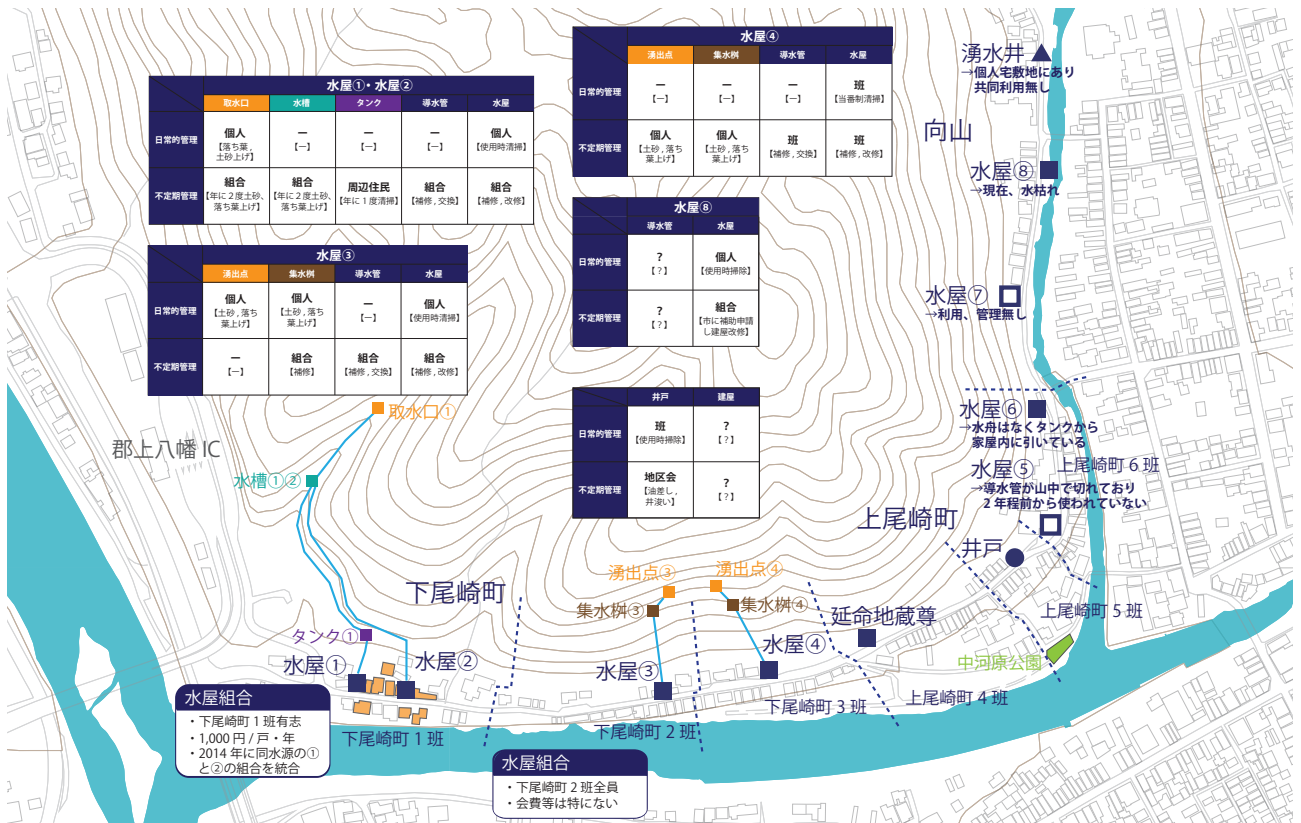 水屋①・水屋②
取水口 水槽 タンク 導水管 水屋
日常的管理
個人
【落ち葉,
土砂上げ】
ー
【ー】
ー
【ー】
ー
【ー】
個人
【使用時清掃】
不定期管理
組合
【年に2度土砂、
落ち葉上げ】
組合
【年に2度土砂、
落ち葉上げ】
周辺住民
【年に1度清掃】
組合
【補修,交換】
組合
【補修,改修】
水屋③
湧出点 集水桝 導水管 水屋
日常的管理
個人
【土砂,落ち
葉上げ】
個人
【土砂,落ち
葉上げ】
ー
【ー】
個人
【使用時清掃】
不定期管理
ー
【ー】
組合
【補修】
組合
【補修,交換】
組合
【補修,改修】
水屋④
湧出点 集水桝 導水管 水屋
日常的管理
ー
【ー】
ー
【ー】
ー
【ー】
班
【当番制清掃】
不定期管理
個人
【土砂,落ち
葉上げ】
個人
【土砂,落ち
葉上げ】
班
【補修,交換】
班
【補修,改修】
水屋⑧
導水管 水屋
日常的管理
?
【?】
個人
【使用時掃除】
不定期管理
?
【?】
組合
【市に補助申請
し建屋改修】
井戸 建屋
日常的管理
班
【使用時掃除】
?
【?】
不定期管理
地区会
【油差し,
井浚い】
?
【?】
湧水井
→個人宅敷地にあり
共同利用無し
向山
水屋⑧
→現在、水枯れ
水屋⑦
→利用、管理無し
水屋⑥
→水舟はなくタンクから
家屋内に引いている
上尾崎町6班
水屋⑤
→導水管が山中で切れており
2年程前から使われていない
上尾崎町
井戸
上尾崎町5班
延命地蔵尊
中河原公園
上尾崎町4班
郡上八幡IC
取水口①
水槽①②
下尾崎町
タンク①
水屋①
水屋②
湧出点③
集水桝③
水屋③
湧出点④
集水桝④
水屋④
下尾崎町1班
下尾崎町2班
下尾崎町3班
水屋組合
・下尾崎町1班有志
・1,000円/戸・年
・2014年に同水源の①
と②の組合を統合
水屋組合
・下尾崎町2班全員
・会費等は特にない